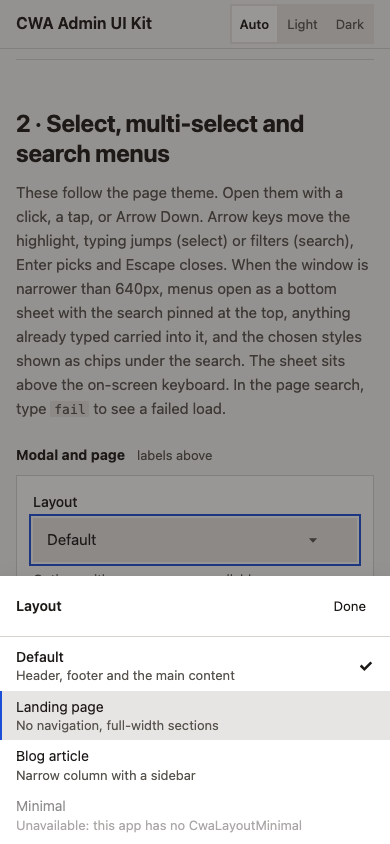 CWA Admin UI Kit
Auto Light Dark
2 · Select, multi-select and
search menus
These follow the page theme. Open them with a
click, a tap, or Arrow Down. Arrow keys move the
highlight, typing jumps (select) or filters (search),
Enter picks and Escape closes. When the window is
narrower than 640px, menus open as a bottom
sheet with the search pinned at the top, anything
already typed carried into it, and the chosen styles
shown as chips under the search. The sheet sits
above the on-screen keyboard. In the page search,
type fail to see a failed load.
Modal and page labels above
Layout
Default
Layout
Done
Default
Header, footer and the main content
Landing page
No navigation, full-width sections
Blog article
Narrow column with a sidebar
Minimal
Unavailable: this app has no CwaLayoutMinimal